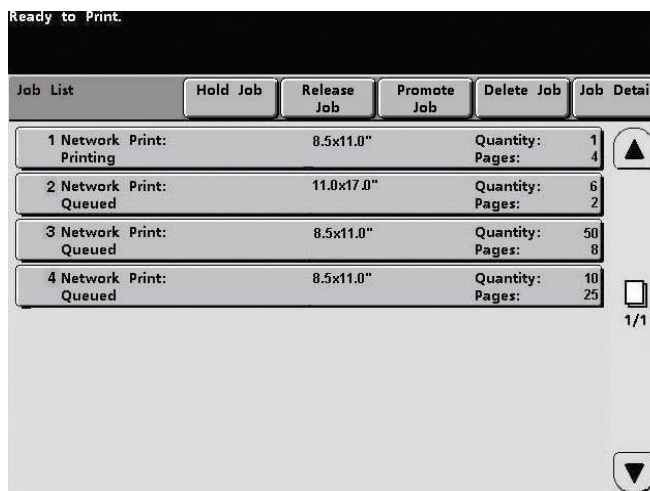 Ready to Print.
Job List
Hold Job
Release
Job
Promote
Job
Delete Job
Job Detai
1 Network Print: 8.5x11.0" Quantity: 1
Printing Pages: 4
2 Network Print: 11.0x17.0" Quantity: 6
Queued Pages: 2
3 Network Print: 8.5x11.0" Quantity: 50
Queued Pages: 8
4 Network Print: 8.5x11.0" Quantity: 10
Queued Pages: 25
1/1